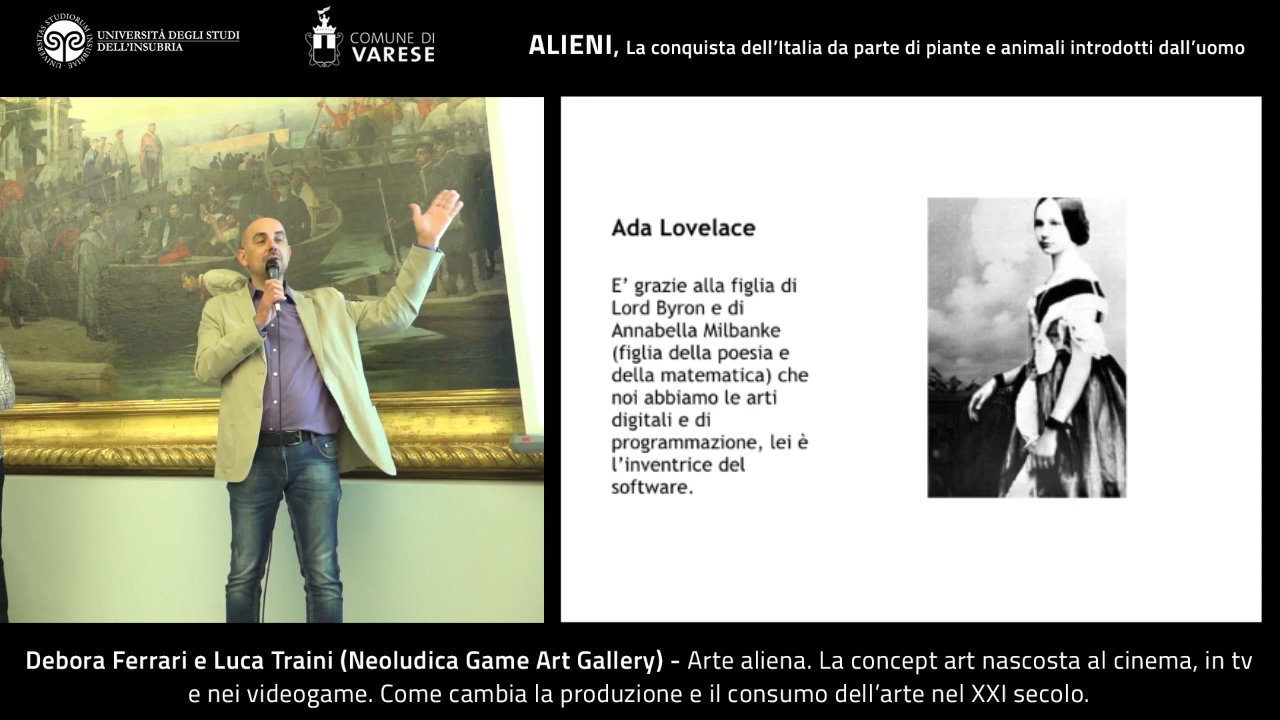 UNIVERSITÀ DEGLI STUDI
DELL'INSUBRIA
COMUNE DI
VARESE
ALIENI, La conquista dell'Italia da parte di piante e animali introdotti dall'uomo
Ada Lovelace
E' grazie alla figlia di
Lord Byron e di
Annabella Milbanke
(figlia della poesia e
della matematica) che
noi abbiamo le arti
digitali e di
programmazione, lei è
l'inventrice del
software.
Debora Ferrari e Luca Traini (Neoludica Game Art Gallery) - Arte aliena. La concept art nascosta al cinema, in tv
e nei videogame. Come cambia la produzione e il consumo dell'arte nel XXI secolo.